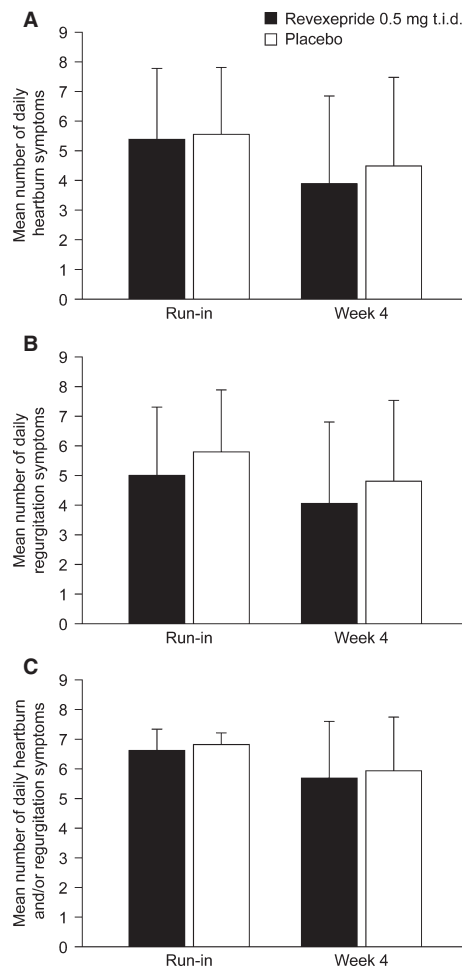 A
Revexepride 0.5 mg t.i.d.
Placebo
Mean number of daily
heartburn symptoms
9
8
7
6
5
4
3
2
1
0
Run-in
Week 4
B
Mean number of daily
regurgitation symptoms
9
8
7
6
5
4
3
2
1
0
Run-in
Week 4
C
Mean number of daily heartburn
and/or regurgitation symptoms
9
8
7
6
5
4
3
2
1
0
Run-in
Week 4